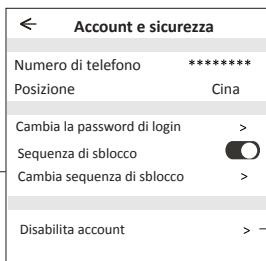 ← Account e sicurezza
Numero di telefono ********
Posizione Cina
Cambia la password di login >
Sequenza di sblocco
Cambia sequenza di sblocco >
Disabilita account >